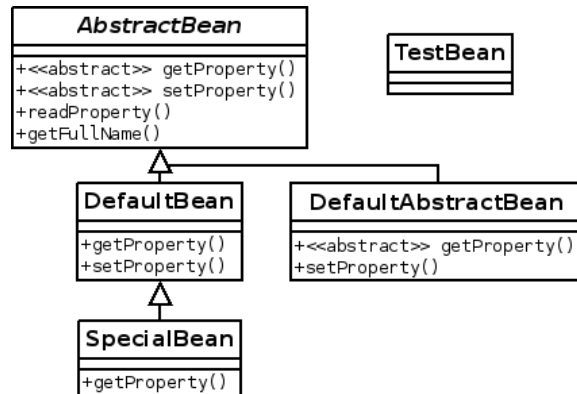 AbstractBean
+<<abstract>> getProperty()
+<<abstract>> setProperty()
+readProperty()
+getFullName()
TestBean
DefaultBean
+getProperty()
+setProperty()
DefaultAbstractBean
+<<abstract>> getProperty()
+setProperty()
SpecialBean
+getProperty()